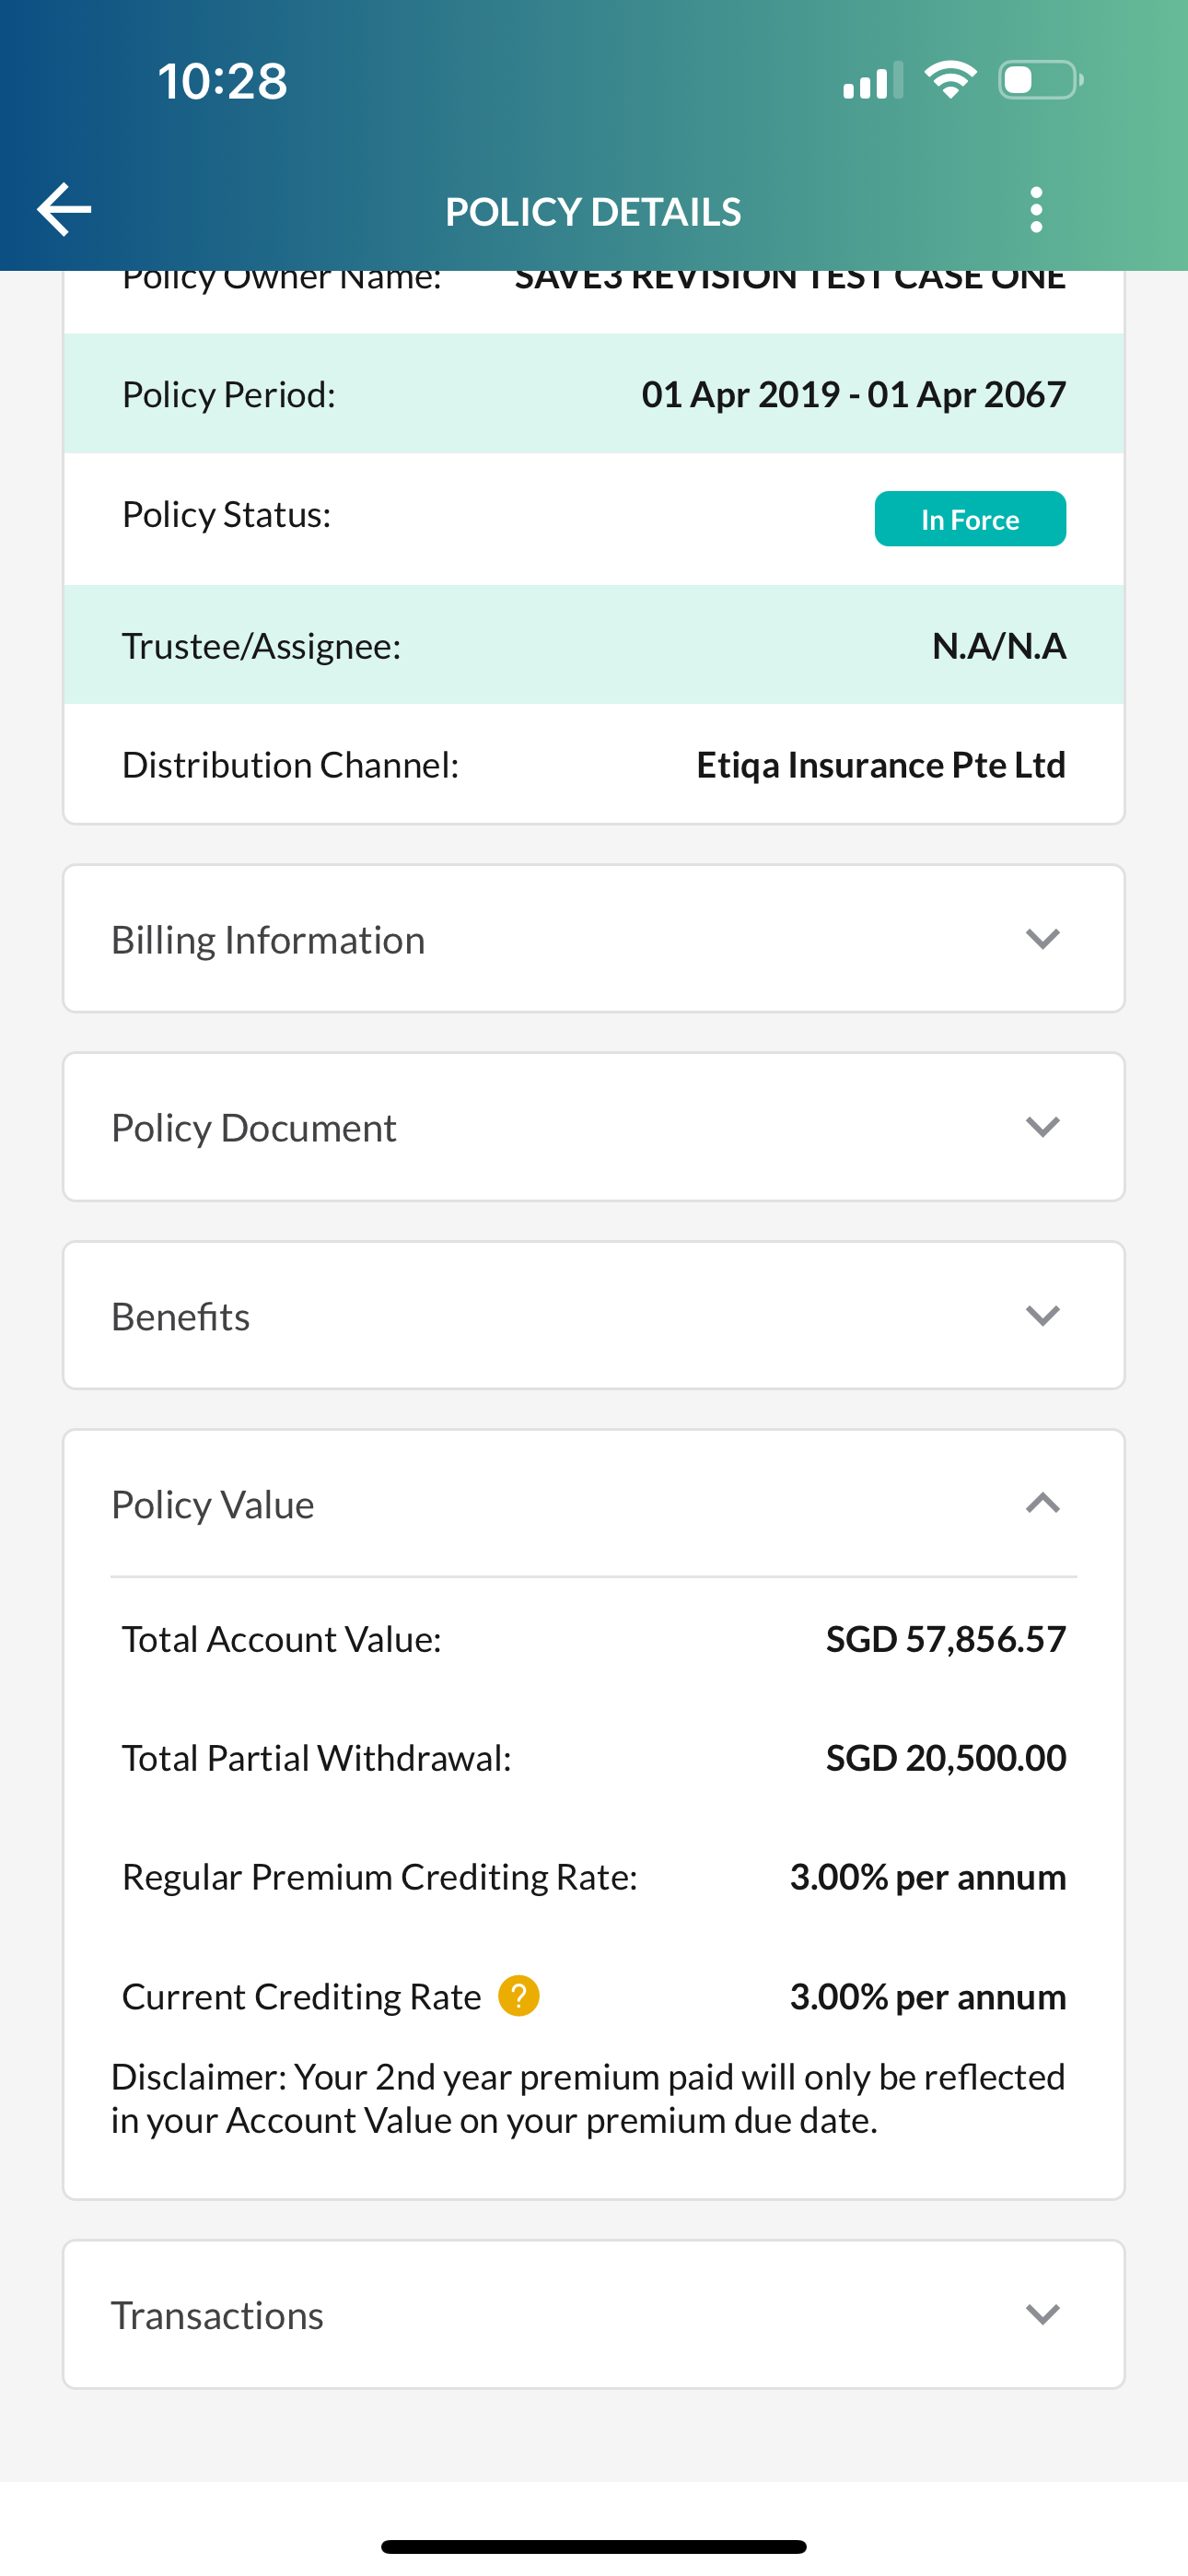 10:28
POLICY DETAILS
Policy Owner Name: SAVE3 REVISION TEST CASE ONE
Policy Period: 01 Apr 2019 - 01 Apr 2067
Policy Status: In Force
Trustee/Assignee: N.A/N.A
Distribution Channel: Etiqa Insurance Pte Ltd
Billing Information
Policy Document
Benefits
Policy Value
Total Account Value: SGD 57,856.57
Total Partial Withdrawal: SGD 20,500.00
Regular Premium Crediting Rate: 3.00% per annum
Current Crediting Rate ? 3.00% per annum
Disclaimer: Your 2nd year premium paid will only be reflected
in your Account Value on your premium due date.
Transactions